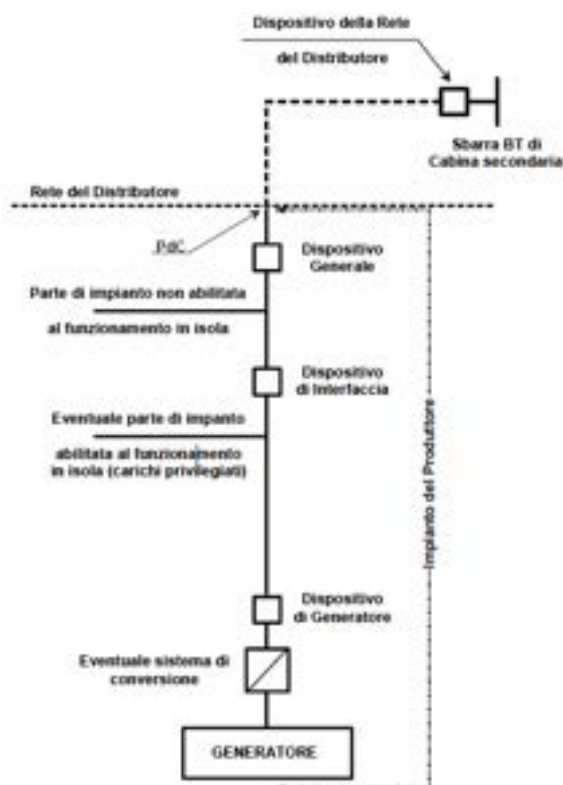 Dispositivo della Rete
del Distributore
Sbarra BT di
Cabina secondaria
Rete del Distributore
PdC
Dispositivo
Generale
Parte di impianto non abilitata
al funzionamento in isola
Dispositivo
di Interfaccia
Eventuale parte di impanto
abilitata al funzionamento
in isola (carichi privilegiati)
Impianto del Produttore
Dispositivo
di Generatore
Eventuale sistema di
conversione
GENERATORE